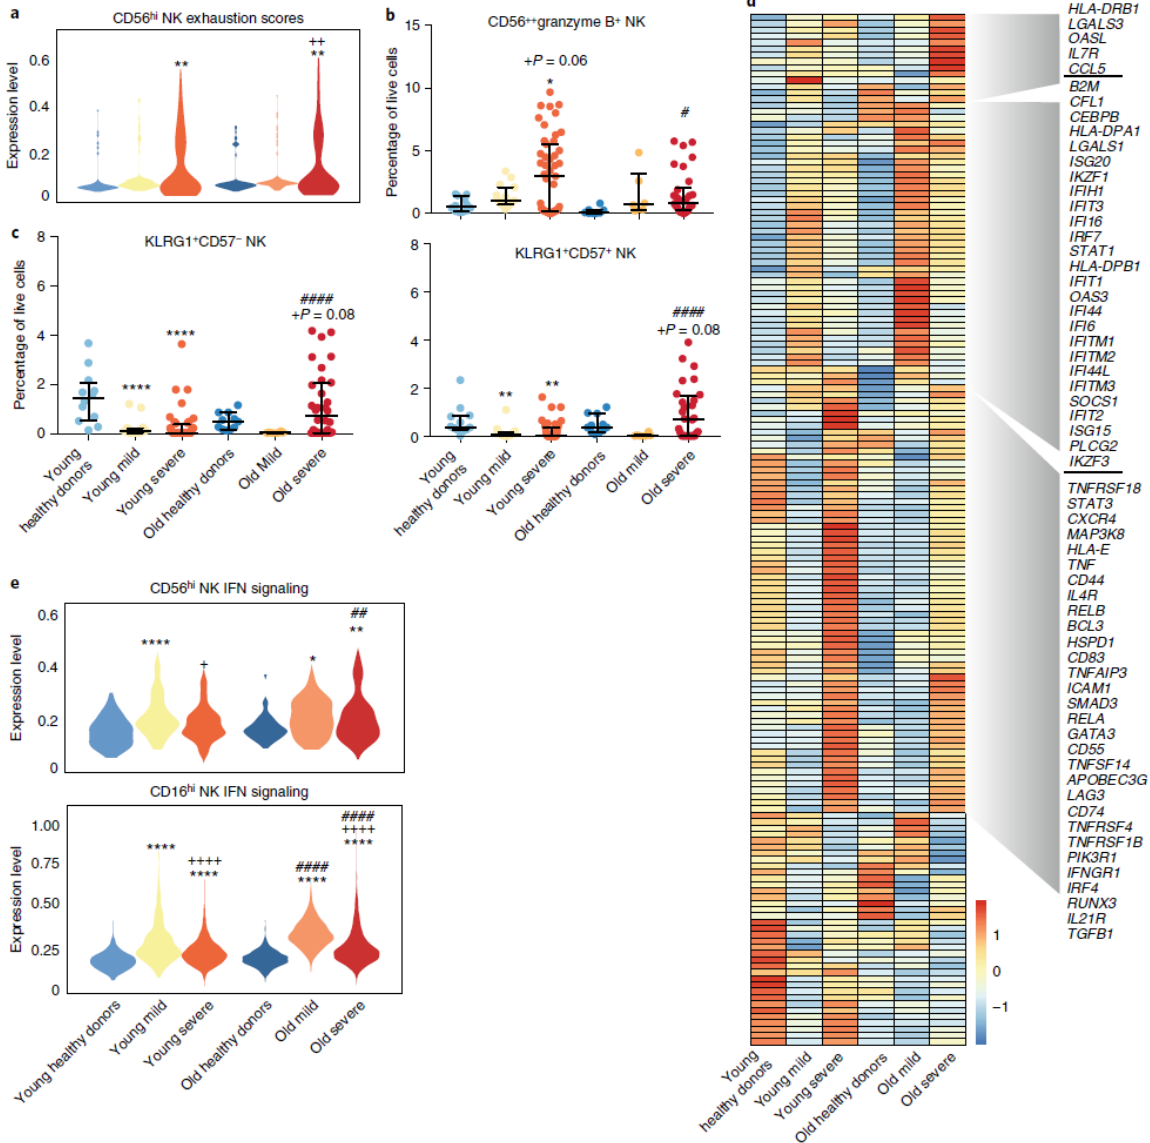 a
CD56hi NK exhaustion scores
Expression level
0.6
0.4
0.2
0
**
++
**
b
CD56++granzyme B+ NK
Percentage of live cells
15
10
5
0
+P = 0.06
*
#
c
KLRG1+CD57− NK
Percentage of live cells
8
6
4
2
0
****
****
####
+P = 0.08
Young
healthy donors
Young mild
Young severe
Old healthy donors
Old Mild
Old severe
KLRG1+CD57+ NK
8
6
4
2
0
**
**
####
+P = 0.08
Young
healthy donors
Young mild
Young severe
Old healthy donors
Old mild
Old severe
d
HLA-DRB1
LGALS3
OASL
IL7R
CCL5
B2M
CFL1
CEBPB
HLA-DPA1
LGALS1
ISG20
IKZF1
IFIH1
IFIT3
IFI16
IRF7
STAT1
HLA-DPB1
IFIT1
OAS3
IFI44
IFI6
IFITM1
IFITM2
IFI44L
IFITM3
SOCS1
IFIT2
ISG15
PLCG2
IKZF3
TNFRSF18
STAT3
CXCR4
MAP3K8
HLA-E
TNF
CD44
IL4R
RELB
BCL3
HSPD1
CD83
TNFAIP3
ICAM1
SMAD3
RELA
GATA3
CD55
TNFSF14
APOBEC3G
LAG3
CD74
TNFRSF4
TNFRSF1B
PIK3R1
IFNGR1
IRF4
RUNX3
IL21R
TGFB1
1
0
−1
Young
healthy donors
Young mild
Young severe
Old healthy donors
Old mild
Old severe
e
CD56hi NK IFN signaling
Expression level
0.6
0.4
0.2
0
****
+
*
##
**
CD16hi NK IFN signaling
Expression level
1.00
0.75
0.50
0.25
0
****
++++
****
####
****
####
++++
****
Young healthy donors
Young mild
Young severe
Old healthy donors
Old mild
Old severe